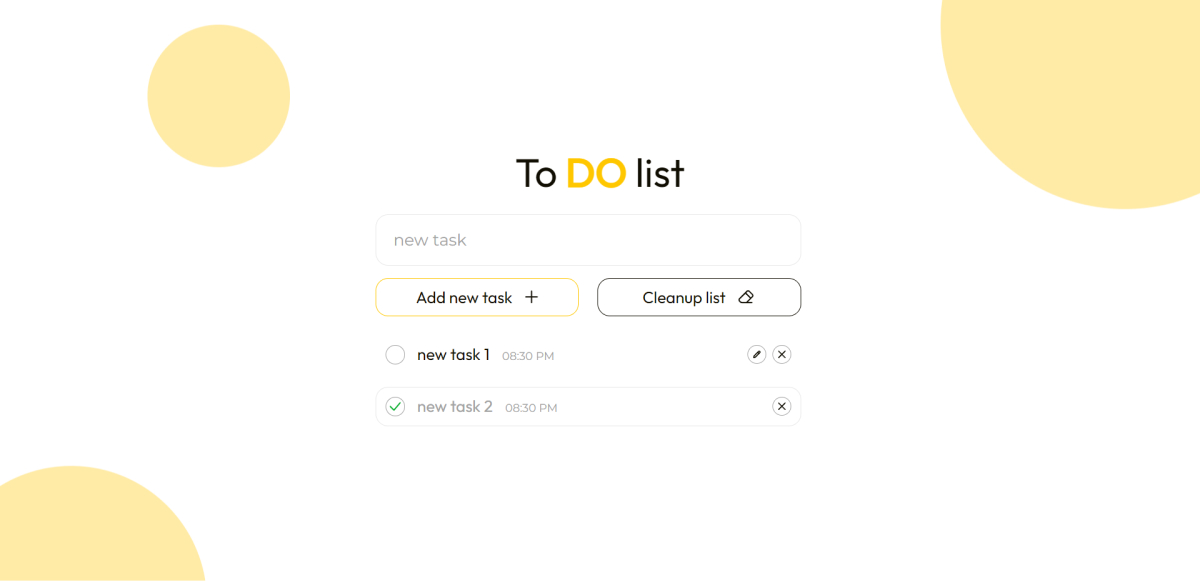 To DO list
new task
Add new task
Cleanup list
new task 1 08:30 PM
new task 2 08:30 PM